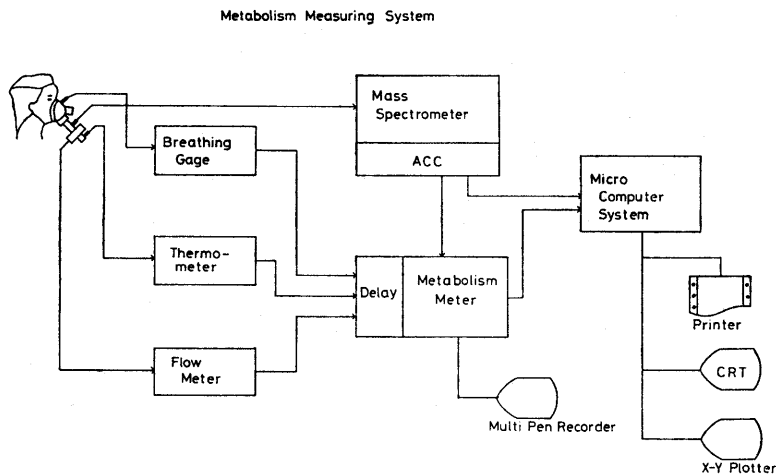 Metabolism Measuring System
Mass
Spectrometer
ACC
Breathing
Gage
Micro
Computer
System
Thermo-
meter
Delay
Metabolism
Meter
Printer
Flow
Meter
CRT
Multi Pen Recorder
X-Y Plotter